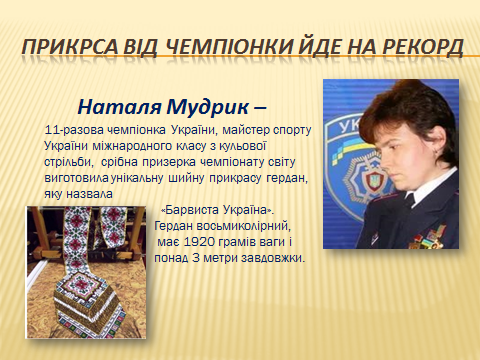 ПРИКРСА ВІД ЧЕМПІОНКИ ЙДЕ НА РЕКОРД
Наталя Мудрик –
11-разова чемпіонка України, майстер спорту
України міжнародного класу з кульової
стрільби, срібна призерка чемпіонату світу
виготовила унікальну шийну прикрасу гердан,
яку назвала
«Барвиста Україна».
Гердан восьмиколірний,
має 1920 грамів ваги і
понад 3 метри завдовжки.